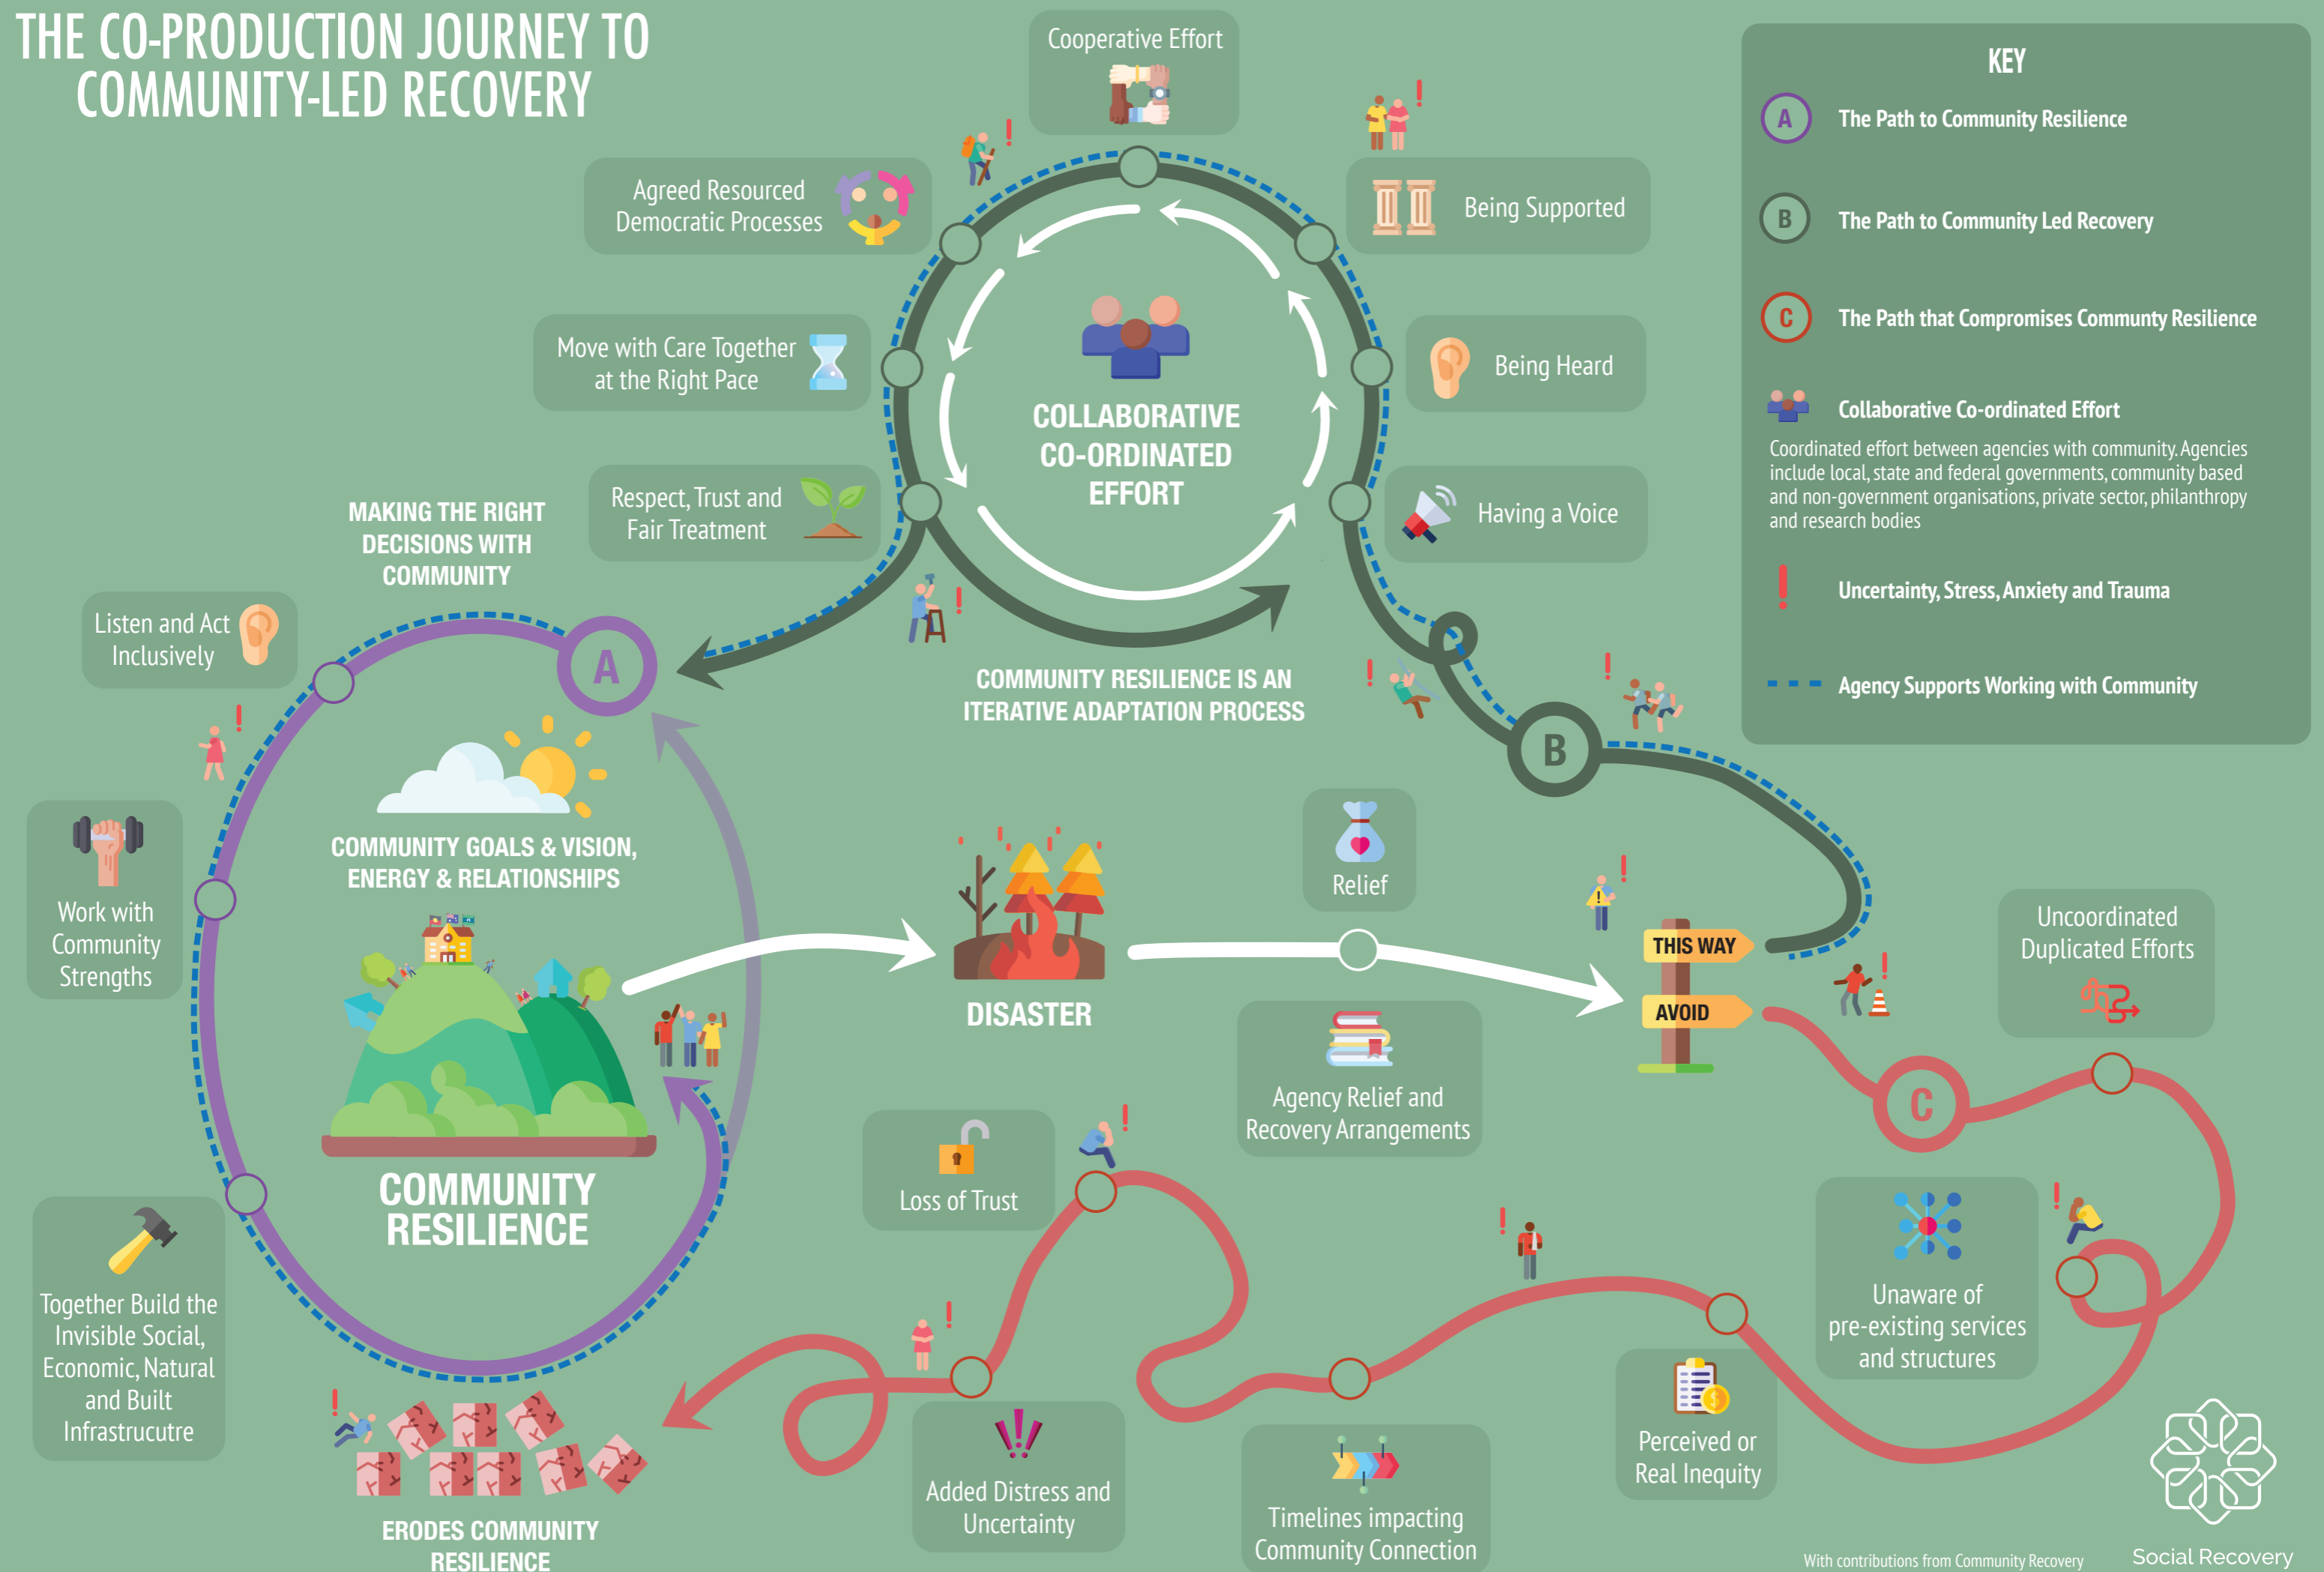 THE CO-PRODUCTION JOURNEY TO
COMMUNITY-LED RECOVERY
Cooperative Effort
Agreed Resourced
Democratic Processes
Being Supported
Move with Care Together
at the Right Pace
Being Heard
COLLABORATIVE
CO-ORDINATED
EFFORT
Respect, Trust and
Fair Treatment
Having a Voice
MAKING THE RIGHT
DECISIONS WITH
COMMUNITY
COMMUNITY RESILIENCE IS AN
ITERATIVE ADAPTATION PROCESS
KEY
A
The Path to Community Resilience
B
The Path to Community Led Recovery
C
The Path that Compromises Communty Resilience
Collaborative Co-ordinated Effort
Coordinated effort between agencies with community. Agencies
include local, state and federal governments, community based
and non-government organisations, private sector, philanthropy
and research bodies
Uncertainty, Stress, Anxiety and Trauma
Agency Supports Working with Community
Listen and Act
Inclusively
A
B
COMMUNITY GOALS & VISION,
ENERGY & RELATIONSHIPS
Work with
Community
Strengths
COMMUNITY
RESILIENCE
Together Build the
Invisible Social,
Economic, Natural
and Built
Infrastrucutre
DISASTER
Relief
Agency Relief and
Recovery Arrangements
THIS WAY
AVOID
C
Uncoordinated
Duplicated Efforts
Unaware of
pre-existing services
and structures
Perceived or
Real Inequity
Timelines impacting
Community Connection
Loss of Trust
Added Distress and
Uncertainty
ERODES COMMUNITY
RESILIENCE
With contributions from Community Recovery
Social Recovery